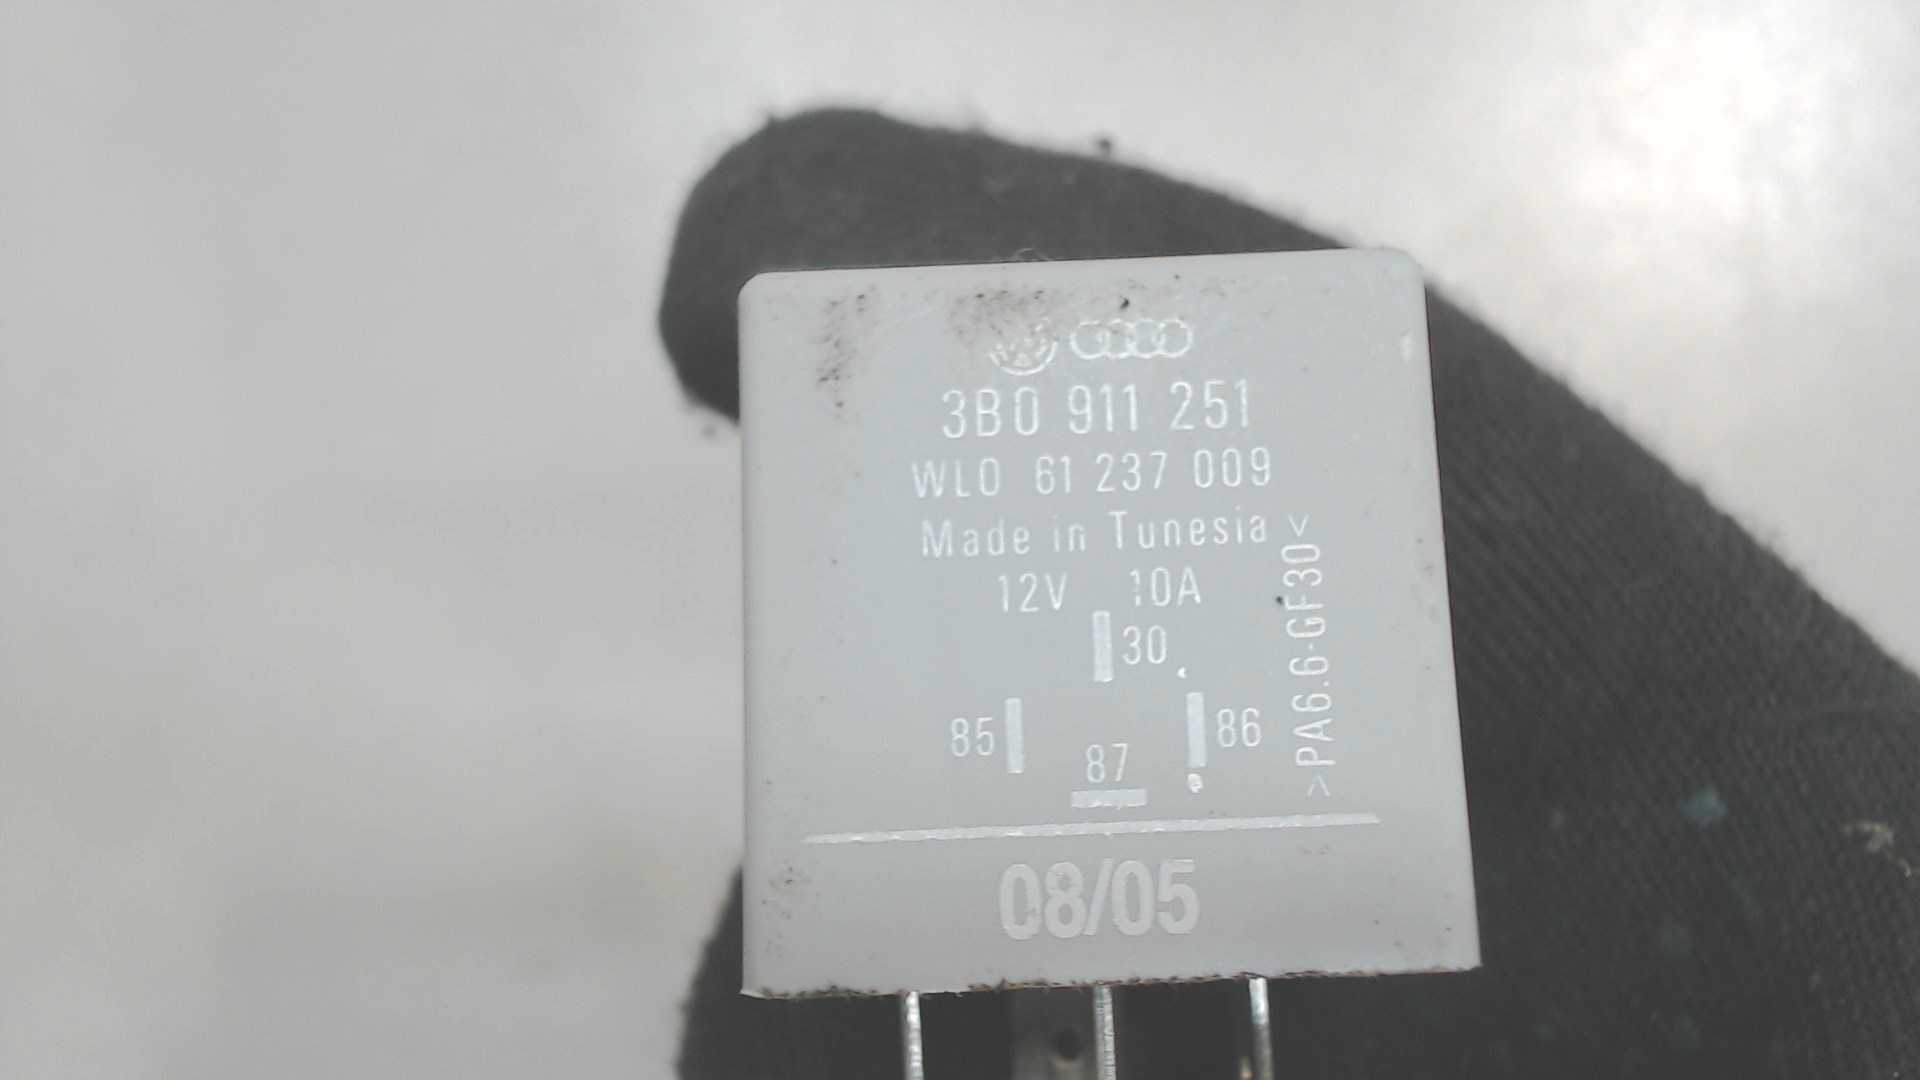 3B0 911 251
WL0 61 237 009
Made in Tunesia
12V 10A
30
85
86
87
>PA6.6-GF30<
08/05